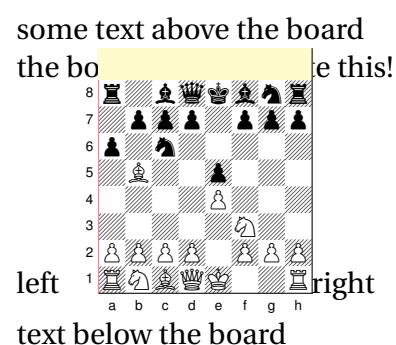 some text above the board
the bo te this!
8
7
6
5
4
3
2
left 1 right
a b c d e f g h
text below the board